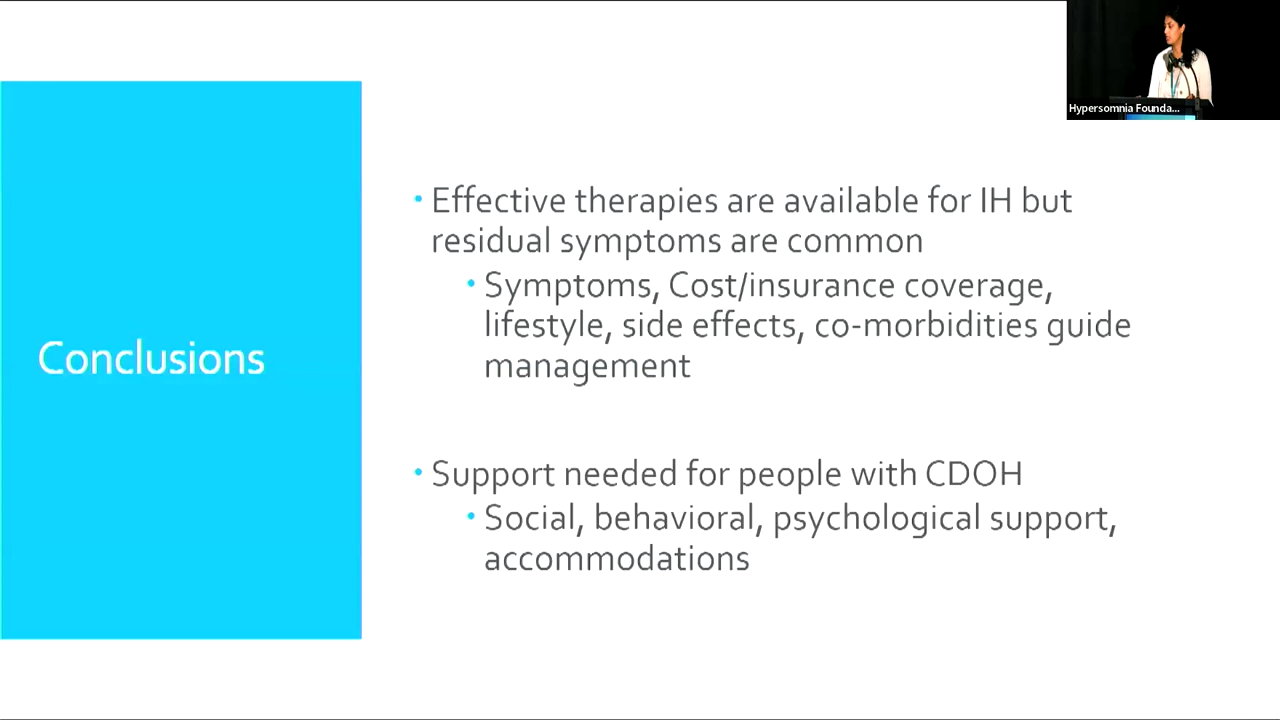 Hypersomnia Founda...
Conclusions
• Effective therapies are available for IH but
residual symptoms are common
• Symptoms, Cost/insurance coverage,
lifestyle, side effects, co-morbidities guide
management
• Support needed for people with CDOH
• Social, behavioral, psychological support,
accommodations